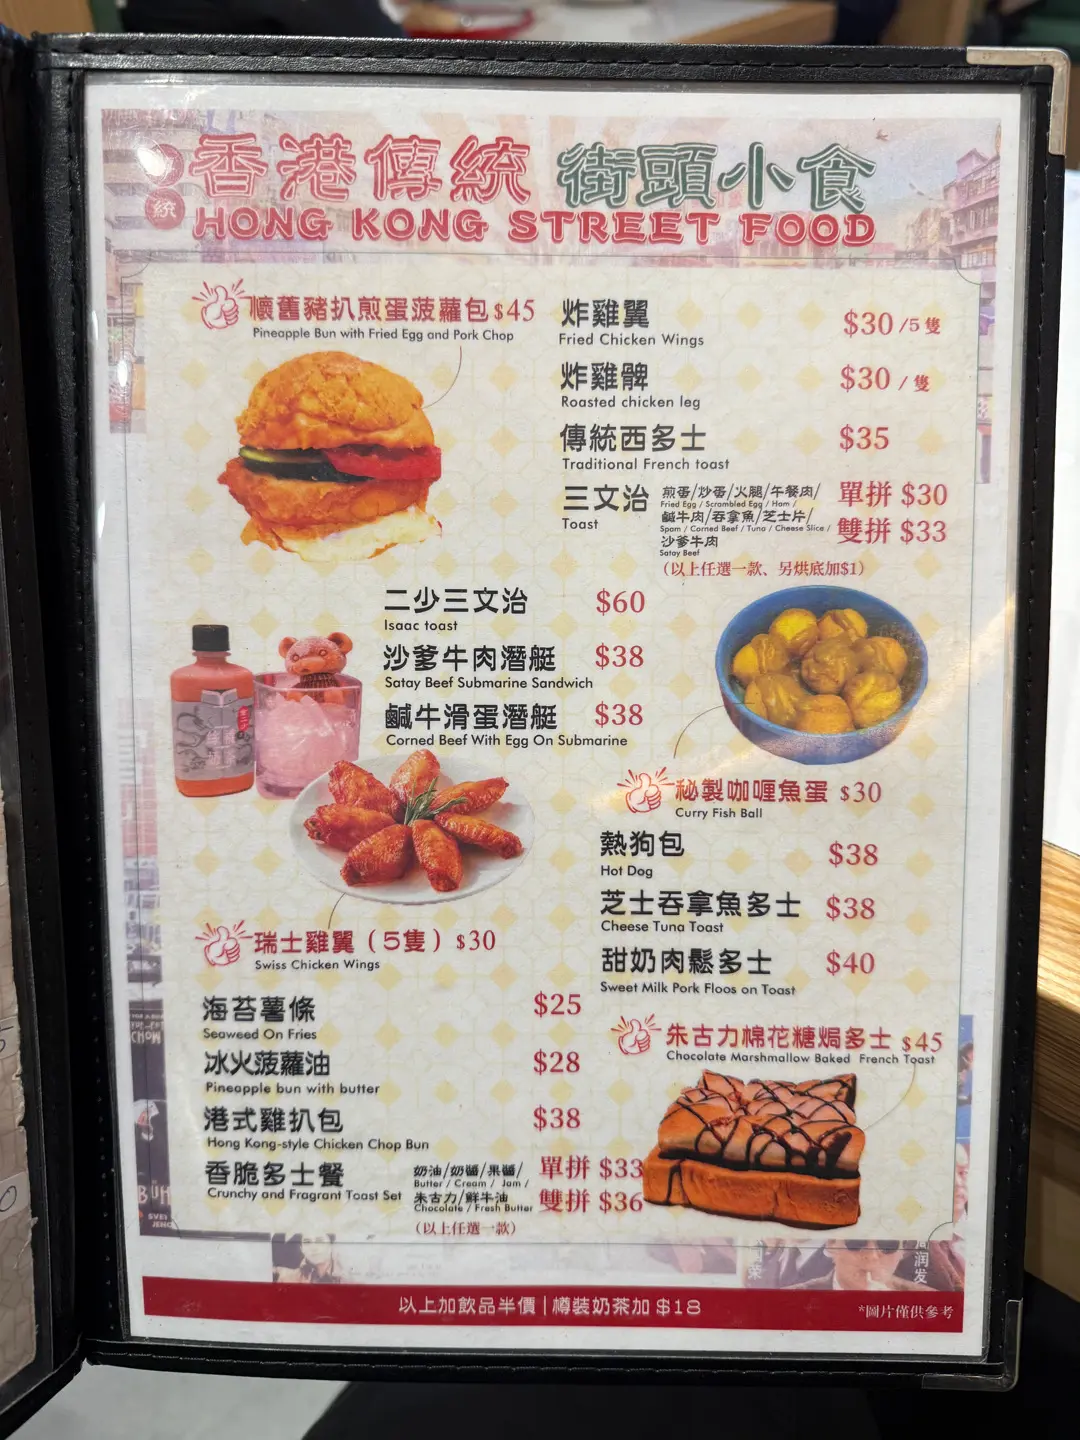 香港傳統 街頭小食
統
HONG KONG STREET FOOD
懷舊豬扒煎蛋菠蘿包 $45
Pineapple Bun with Fried Egg and Pork Chop
炸雞翼 $30 /5隻
Fried Chicken Wings
炸雞髀 $30 / 隻
Roasted chicken leg
傳統西多士 $35
Traditional French toast
三文治
Toast
煎蛋/炒蛋/火腿/午餐肉/
Fried Egg / Scrambled Egg / Ham /
鹹牛肉/吞拿魚/芝士片/
Spam / Corned Beef / Tuna / Cheese Slice /
沙爹牛肉
Satay Beef
單拼 $30
雙拼 $33
(以上任選一款、另烘底加$1)
二少三文治 $60
Isaac toast
沙爹牛肉潛艇 $38
Satay Beef Submarine Sandwich
鹹牛滑蛋潛艇 $38
Corned Beef With Egg On Submarine
秘製咖喱魚蛋 $30
Curry Fish Ball
熱狗包 $38
Hot Dog
芝士吞拿魚多士 $38
Cheese Tuna Toast
甜奶肉鬆多士 $40
Sweet Milk Pork Floos on Toast
朱古力棉花糖焗多士 $45
Chocolate Marshmallow Baked French Toast
瑞士雞翼 (5隻) $30
Swiss Chicken Wings
海苔薯條 $25
Seaweed On Fries
冰火菠蘿油 $28
Pineapple bun with butter
港式雞扒包 $38
Hong Kong-style Chicken Chop Bun
香脆多士餐
Crunchy and Fragrant Toast Set
奶油/奶醬/果醬/
Butter / Cream / Jam /
朱古力/鮮牛油
Chocolate / Fresh Butter
單拼 $33
雙拼 $36
(以上任選一款)
润发
以上加飲品半價 | 樽裝奶茶加 $18
*圖片僅供參考